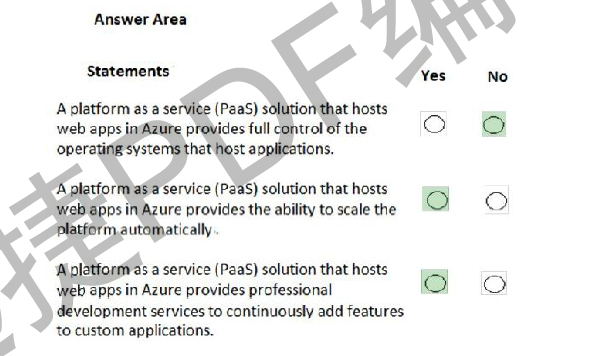 Answer Area
Statements Yes No
A platform as a service (PaaS) solution that hosts
web apps in Azure provides full control of the
operating systems that host applications.
A platform as a service (PaaS) solution that hosts
web apps in Azure provides the ability to scale the
platform automatically.
A platform as a service (PaaS) solution that hosts
web apps in Azure provides professional
development services to continuously add features
to custom applications.
捷PDF编